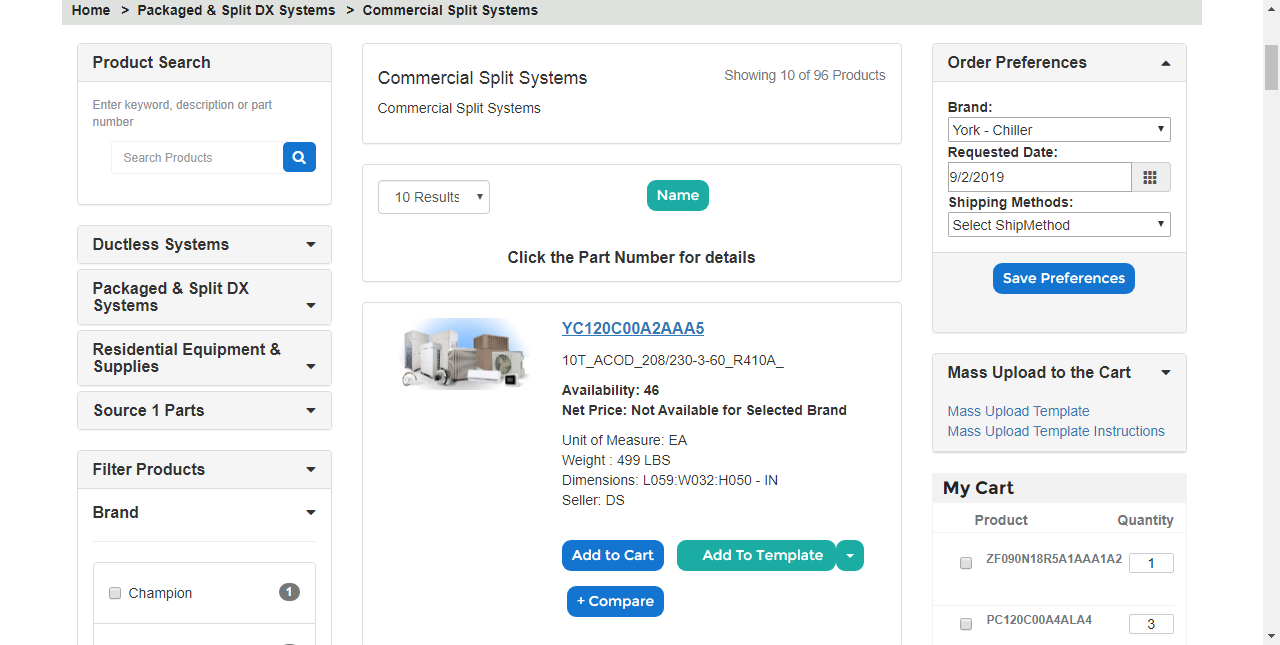 Home > Packaged & Split DX Systems > Commercial Split Systems
Product Search
Enter keyword, description or part
number
Search Products
Ductless Systems
Packaged & Split DX
Systems
Residential Equipment &
Supplies
Source 1 Parts
Filter Products
Brand
Champion 1
Commercial Split Systems
Showing 10 of 96 Products
Commercial Split Systems
10 Results
Name
Click the Part Number for details
YC120C00A2AAA5
10T_ACOD_208/230-3-60_R410A_
Availability: 46
Net Price: Not Available for Selected Brand
Unit of Measure: EA
Weight : 499 LBS
Dimensions: L059:W032:H050 - IN
Seller: DS
Add to Cart
Add To Template
+ Compare
Order Preferences
Brand:
York - Chiller
Requested Date:
9/2/2019
Shipping Methods:
Select ShipMethod
Save Preferences
Mass Upload to the Cart
Mass Upload Template
Mass Upload Template Instructions
My Cart
Product Quantity
ZF090N18R5A1AAA1A2 1
PC120C00A4ALA4 3